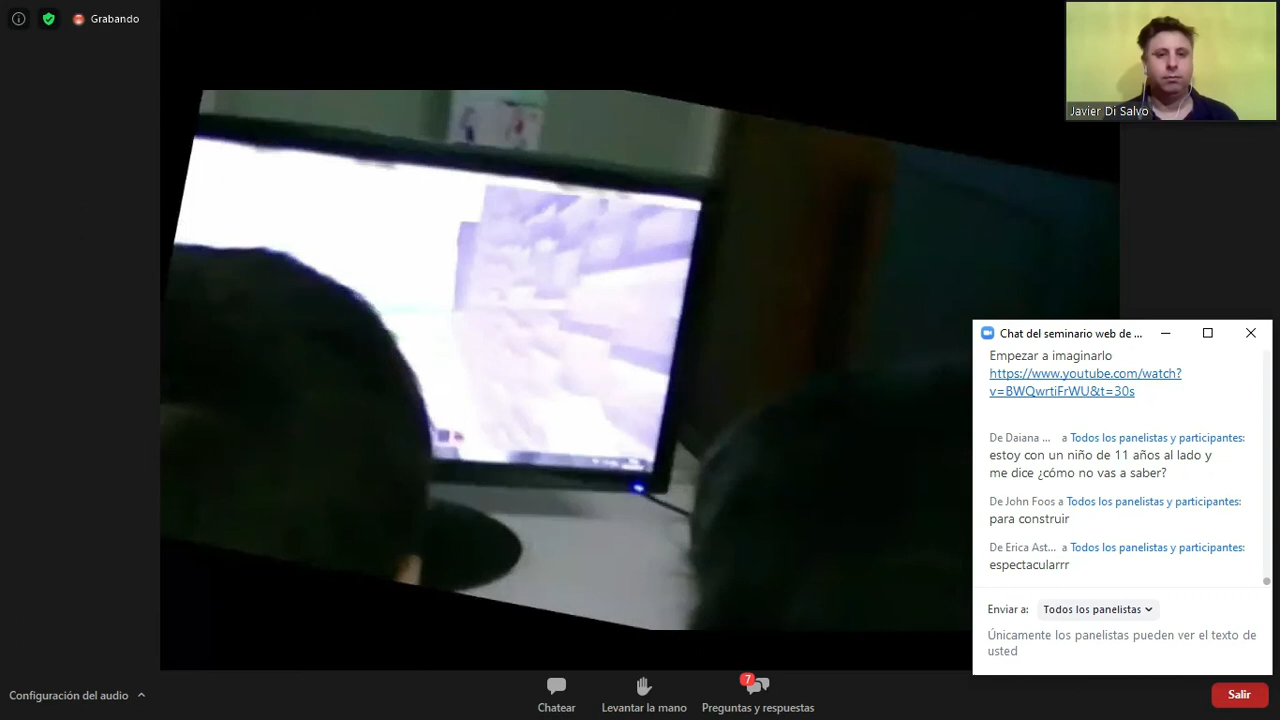 Grabando
Javier Di Salvo
Chat del seminario web de ...
Empezar a imaginarlo
https://www.youtube.com/watch?
v=BWQwrtiFrWU&t=30s
De Daiana ... a Todos los panelistas y participantes:
estoy con un niño de 11 años al lado y
me dice ¿cómo no vas a saber?
De John Foos a Todos los panelistas y participantes:
para construir
De Erica Ast... a Todos los panelistas y participantes:
espectacularrr
Enviar a: Todos los panelistas
Únicamente los panelistas pueden ver el texto de
usted
Configuración del audio
Chatear
Levantar la mano
7
Preguntas y respuestas
Salir